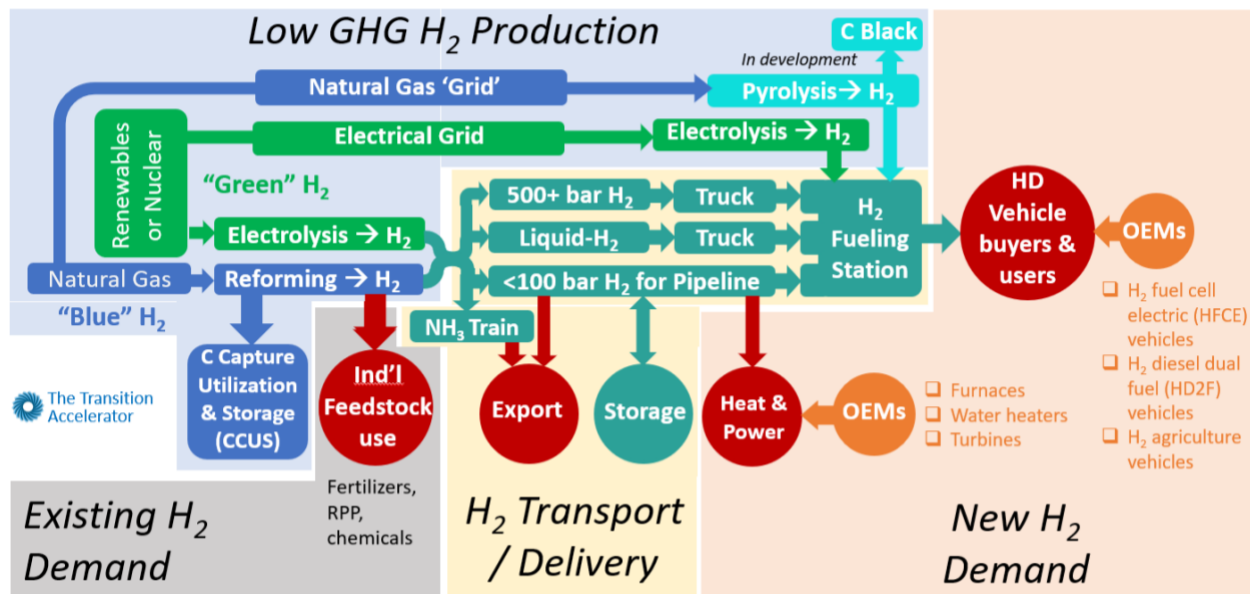 Low GHG H₂ Production
C Black
In development
Natural Gas ‘Grid’
Pyrolysis→ H₂
Renewables
or Nuclear
Electrical Grid
Electrolysis → H₂
“Green” H₂
500+ bar H₂
Truck
H₂
Fueling
Station
HD
Vehicle
buyers &
users
OEMs
Electrolysis → H₂
Liquid-H₂
Truck
Natural Gas
Reforming → H₂
<100 bar H₂ for Pipeline
“Blue” H₂
NH₃ Train
❑ H₂ fuel cell
electric (HFCE)
vehicles
❑ H₂ diesel dual
fuel (HD2F)
vehicles
❑ H₂ agriculture
vehicles
The Transition
Accelerator
C Capture
Utilization
& Storage
(CCUS)
Ind’l
Feedstock
use
Export
Storage
Heat &
Power
OEMs
❑ Furnaces
❑ Water heaters
❑ Turbines
Fertilizers,
RPP,
chemicals
Existing H₂
Demand
H₂ Transport
/ Delivery
New H₂
Demand